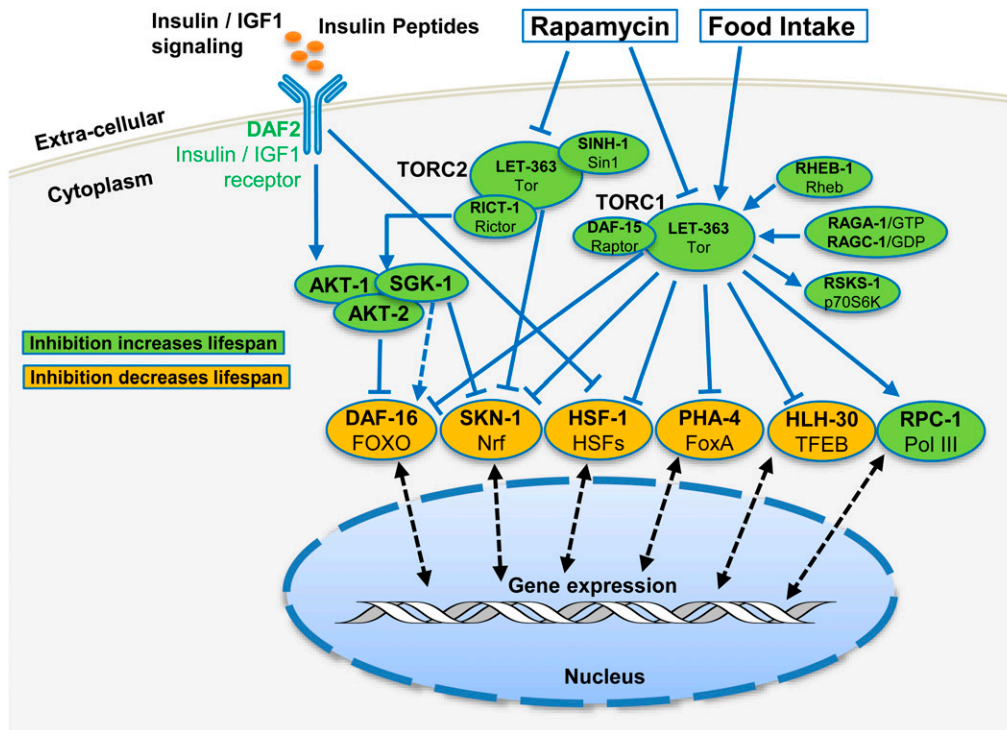 Insulin / IGF1
signaling
Insulin Peptides
Rapamycin
Food Intake
Extra-cellular
Cytoplasm
DAF2
Insulin / IGF1
receptor
TORC2
LET-363
Tor
SINH-1
Sin1
RICT-1
Rictor
TORC1
DAF-15
Raptor
LET-363
Tor
RHEB-1
Rheb
RAGA-1/GTP
RAGC-1/GDP
RSKS-1
p70S6K
AKT-1
SGK-1
AKT-2
Inhibition increases lifespan
Inhibition decreases lifespan
DAF-16
FOXO
SKN-1
Nrf
HSF-1
HSFs
PHA-4
FoxA
HLH-30
TFEB
RPC-1
Pol III
Gene expression
Nucleus